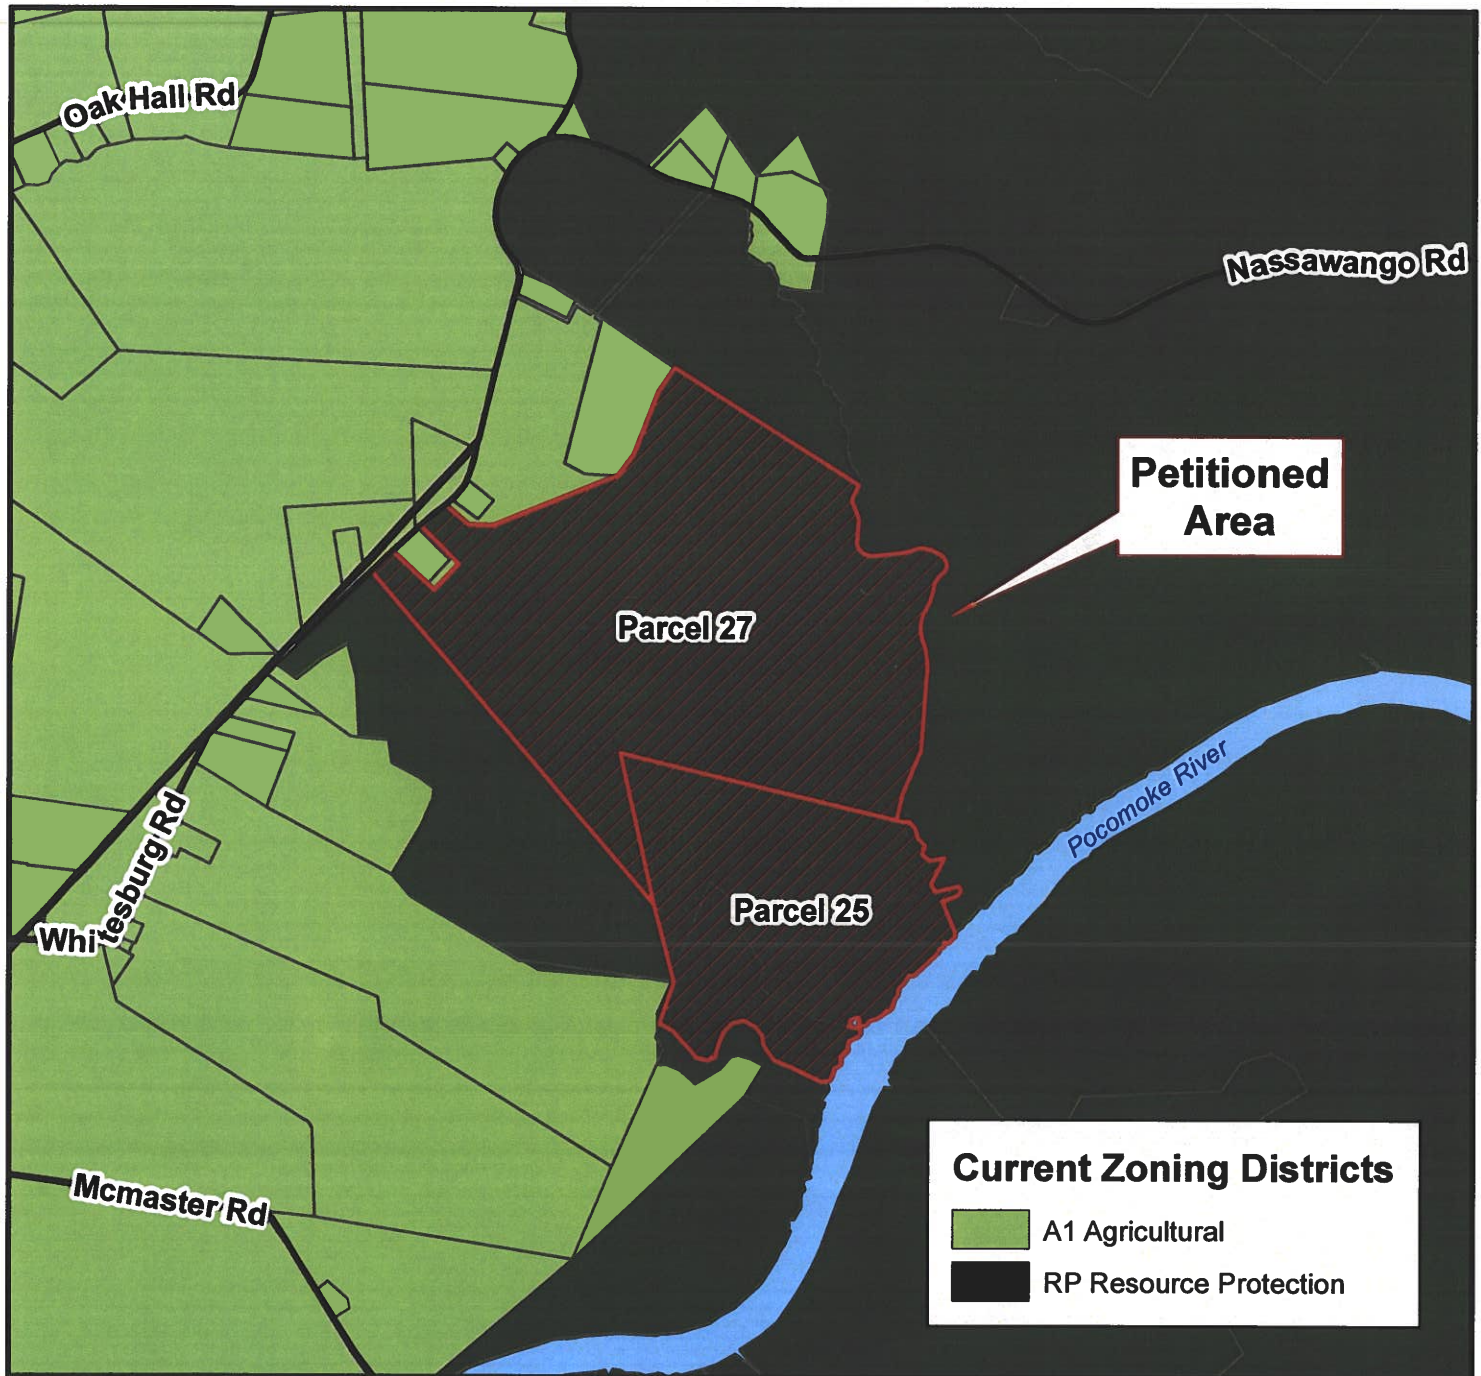 Oak Hall Rd
Nassawango Rd
Petitioned
Area
Parcel 27
Pocomoke River
Whitesburg Rd
Parcel 25
Mcmaster Rd
Current Zoning Districts
A1 Agricultural
RP Resource Protection